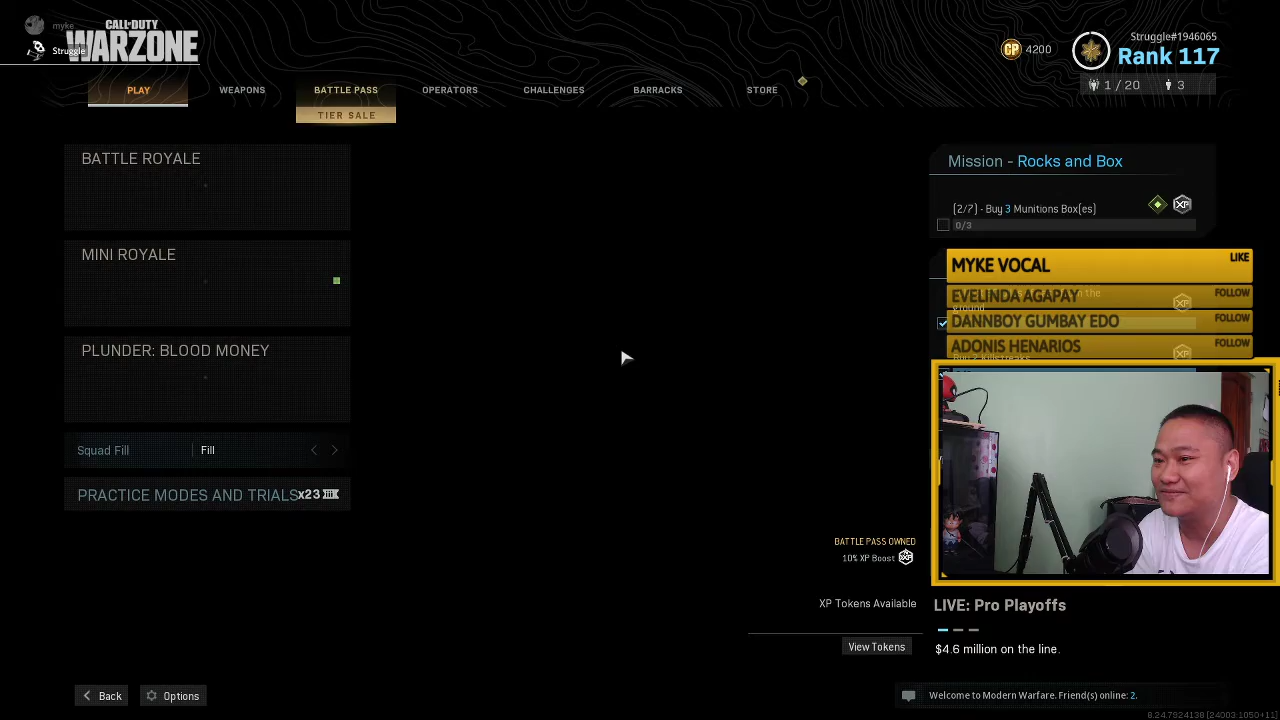 myke
Struggle
CALL OF DUTY
WARZONE
GP 4200
Struggle#1946065
Rank 117
1 / 20
3
PLAY
WEAPONS
BATTLE PASS
OPERATORS
CHALLENGES
BARRACKS
STORE
TIER SALE
BATTLE ROYALE
MINI ROYALE
PLUNDER: BLOOD MONEY
Squad Fill
Fill
PRACTICE MODES AND TRIALS
x23
Mission - Rocks and Box
[2/7] - Buy 3 Munitions Box[es]
XP
0/3
MYKE VOCAL LIKE
EVELINDA AGAPAY FOLLOW
DANNBOY GUMBAY EDO FOLLOW
ADONIS HENARIOS FOLLOW
BATTLE PASS OWNED
10% XP Boost
XP Tokens Available
View Tokens
LIVE: Pro Playoffs
$4.6 million on the line.
Back
Options
Welcome to Modern Warfare. Friend(s) online: 2.